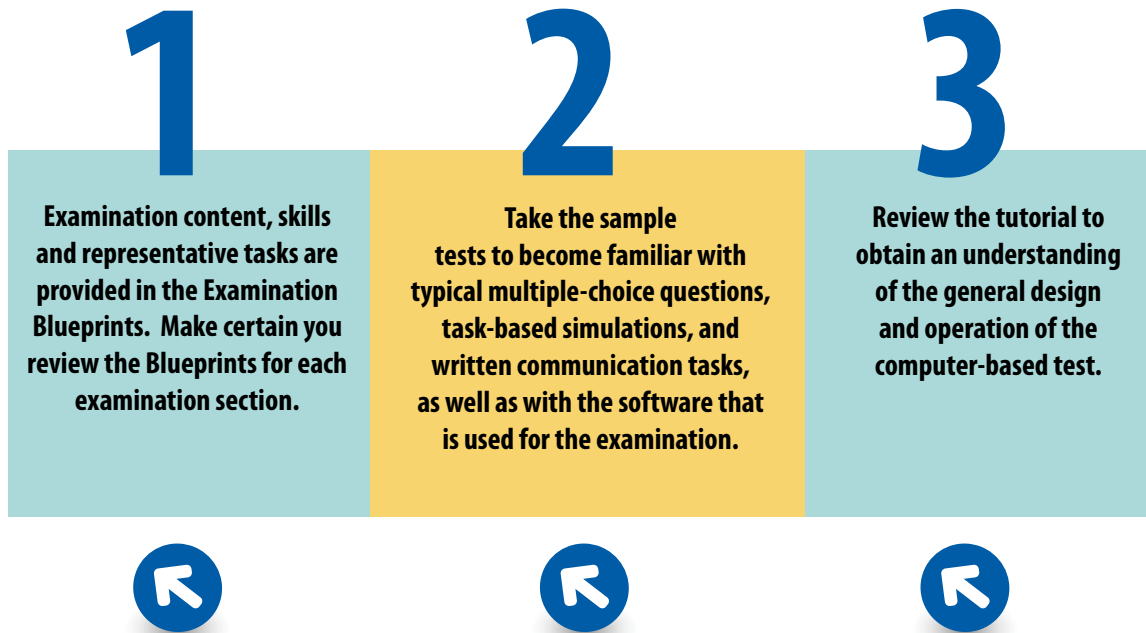 1
Examination content, skills
and representative tasks are
provided in the Examination
Blueprints.  Make certain you
review the Blueprints for each
examination section.
2
Take the sample
tests to become familiar with
typical multiple-choice questions,
task-based simulations, and
written communication tasks,
as well as with the software that
is used for the examination.
3
Review the tutorial to
obtain an understanding
of the general design
and operation of the
computer-based test.